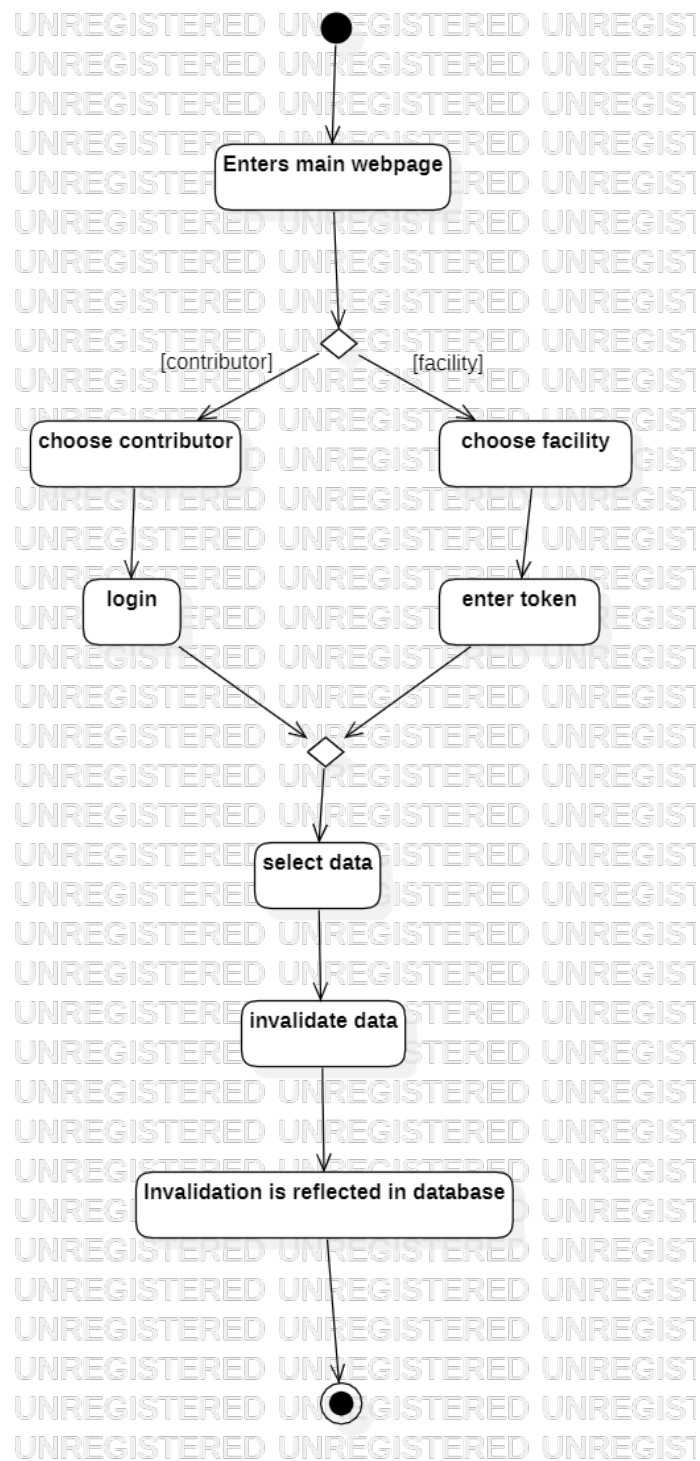 UNREGISTERED
Enters main webpage
[contributor]
[facility]
choose contributor
choose facility
login
enter token
select data
invalidate data
Invalidation is reflected in database